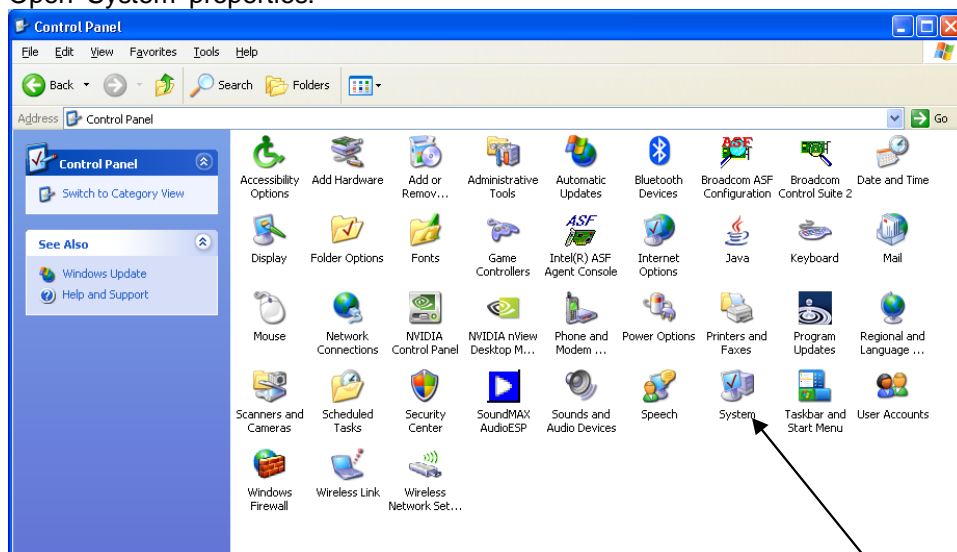 Open System properties.
Control Panel
File Edit View Favorites Tools Help
Back Search Folders
Address Control Panel Go
Control Panel
Switch to Category View
See Also
Windows Update
Help and Support
Accessibility Options
Add Hardware
Add or Remov...
Administrative Tools
Automatic Updates
Bluetooth Devices
Broadcom ASF Configuration
Broadcom Control Suite 2
Date and Time
Display
Folder Options
Fonts
Game Controllers
ASF
Intel(R) ASF Agent Console
Internet Options
Java
Keyboard
Mail
Mouse
Network Connections
NVIDIA Control Panel
NVIDIA nView Desktop M...
Phone and Modem ...
Power Options
Printers and Faxes
Program Updates
Regional and Language ...
Scanners and Cameras
Scheduled Tasks
Security Center
SoundMAX AudioESP
Sounds and Audio Devices
Speech
System
Taskbar and Start Menu
User Accounts
Windows Firewall
Wireless Link
Wireless Network Set...